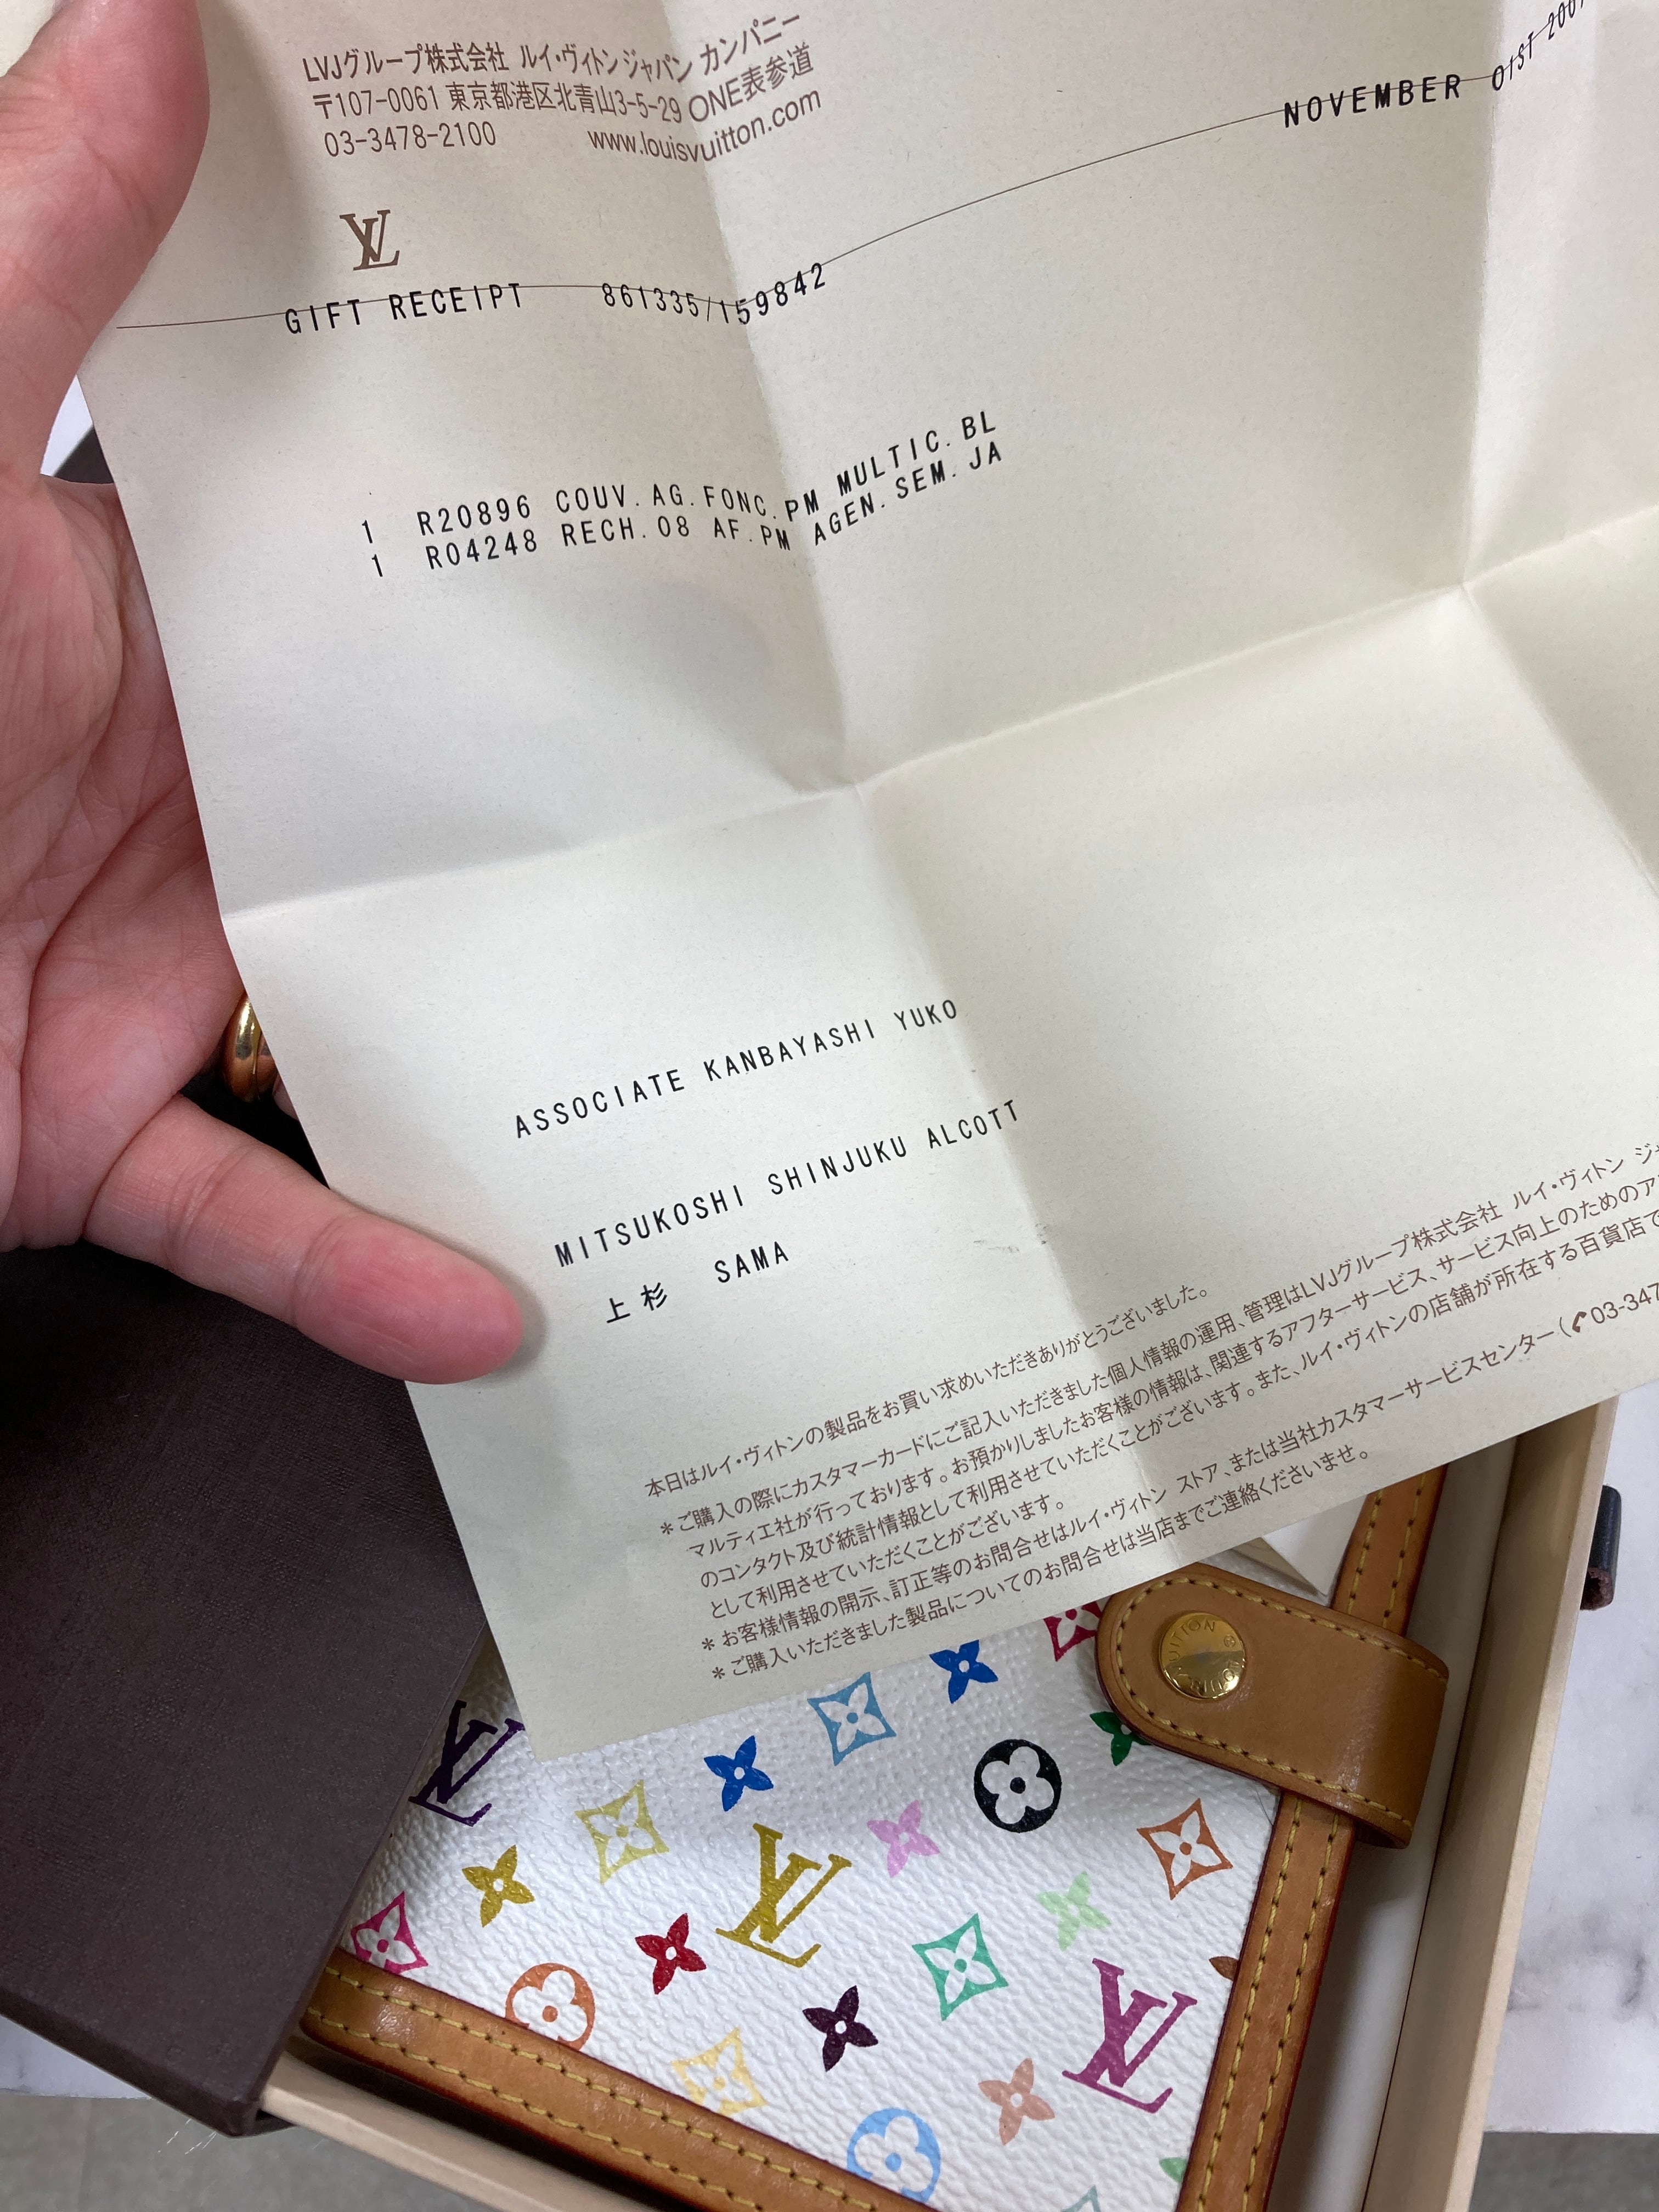 LVJグループ株式会社 ルイ・ヴィトン ジャパン カンパニー
〒107-0061 東京都港区北青山3-5-29 ONE表参道
03-3478-2100 www.louisvuitton.com
NOVEMBER 01ST 2007
LV
GIFT RECEIPT 861335/159842
1 R20896 COUV.AG.FONC.PM MULTIC.BL
1 R04248 RECH.08 AF.PM AGEN.SEM.JA
ASSOCIATE KANBAYASHI YUKO
MITSUKOSHI SHINJUKU ALCOTT
上杉 SAMA
本日はルイ・ヴィトンの製品をお買い求めいただきありがとうございました。
＊ご購入の際にカスタマーカードにご記入いただきました個人情報の運用、管理はLVJグループ株式会社 ルイ・ヴィトン ジャ
マルティエ社が行っております。お預かりしましたお客様の情報は、関連するアフターサービス、サービス向上のためのア
のコンタクト及び統計情報として利用させていただくことがございます。また、ルイ・ヴィトンの店舗が所在する百貨店で
として利用させていただくことがございます。
＊お客様情報の開示、訂正等のお問合せはルイ・ヴィトン ストア、または当社カスタマーサービスセンター(03-347
＊ご購入いただきました製品についてのお問合せは当店までご連絡くださいませ。
LOUIS VUITTON